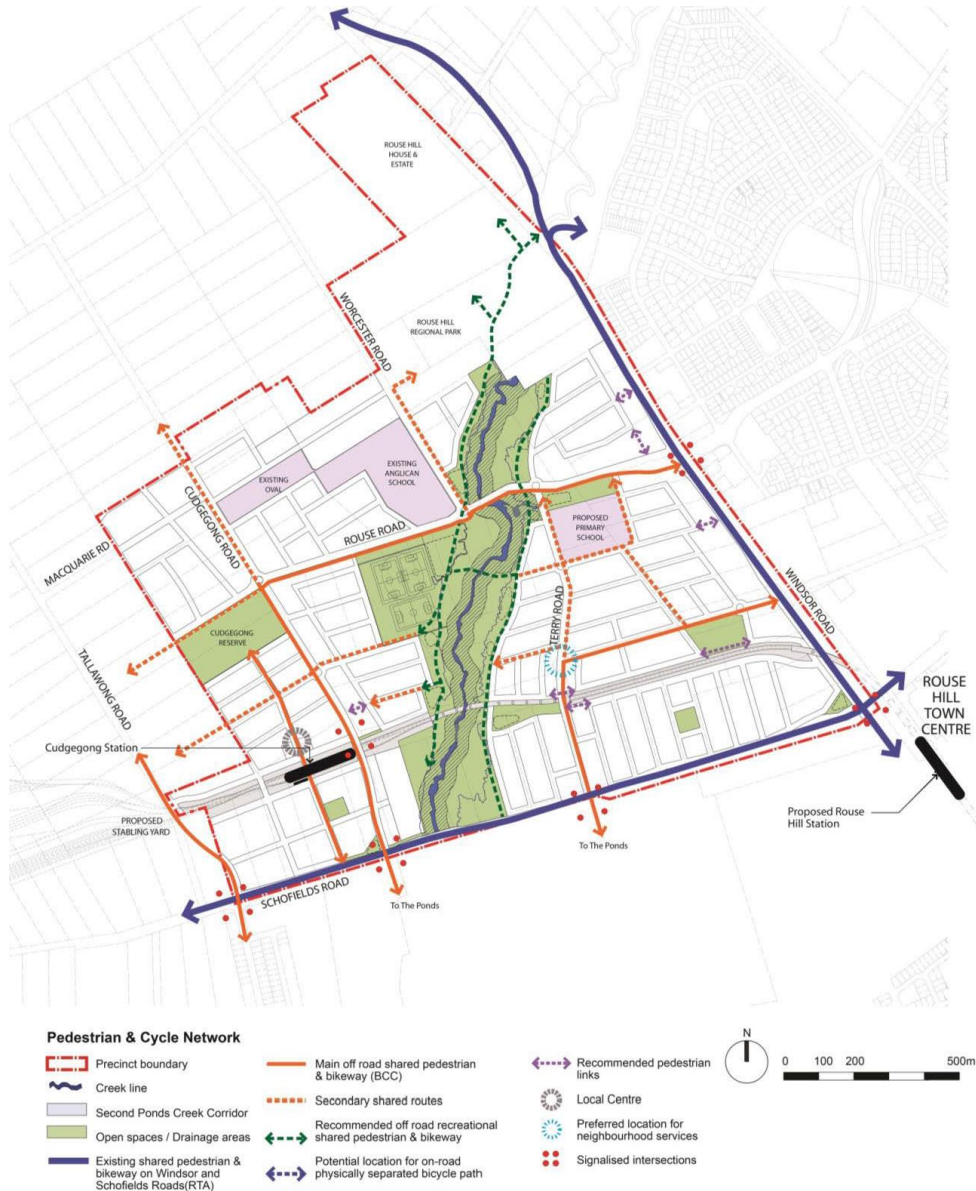 ROUSE HILL
HOUSE &
ESTATE
WORCESTER ROAD
ROUSE HILL
REGIONAL PARK
EXISTING
ANGLICAN
SCHOOL
EXISTING
OVAL
CUDGEGONG ROAD
ROUSE ROAD
PROPOSED
PRIMARY
SCHOOL
MACQUARIE RD
WINDSOR ROAD
TERRY ROAD
CUDGEGONG
RESERVE
TALLAWONG ROAD
ROUSE
HILL
TOWN
CENTRE
Cudgegong Station
PROPOSED
STABLING YARD
Proposed Rouse
Hill Station
To The Ponds
SCHOFIELDS ROAD
To The Ponds
Pedestrian & Cycle Network
Precinct boundary
Creek line
Second Ponds Creek Corridor
Open spaces / Drainage areas
Existing shared pedestrian &
bikeway on Windsor and
Schofields Roads(RTA)
Main off road shared pedestrian
& bikeway (BCC)
Secondary shared routes
Recommended off road recreational
shared pedestrian & bikeway
Potential location for on-road
physically separated bicycle path
Recommended pedestrian
links
Local Centre
Preferred location for
neighbourhood services
Signalised intersections
N
0 100 200 500m